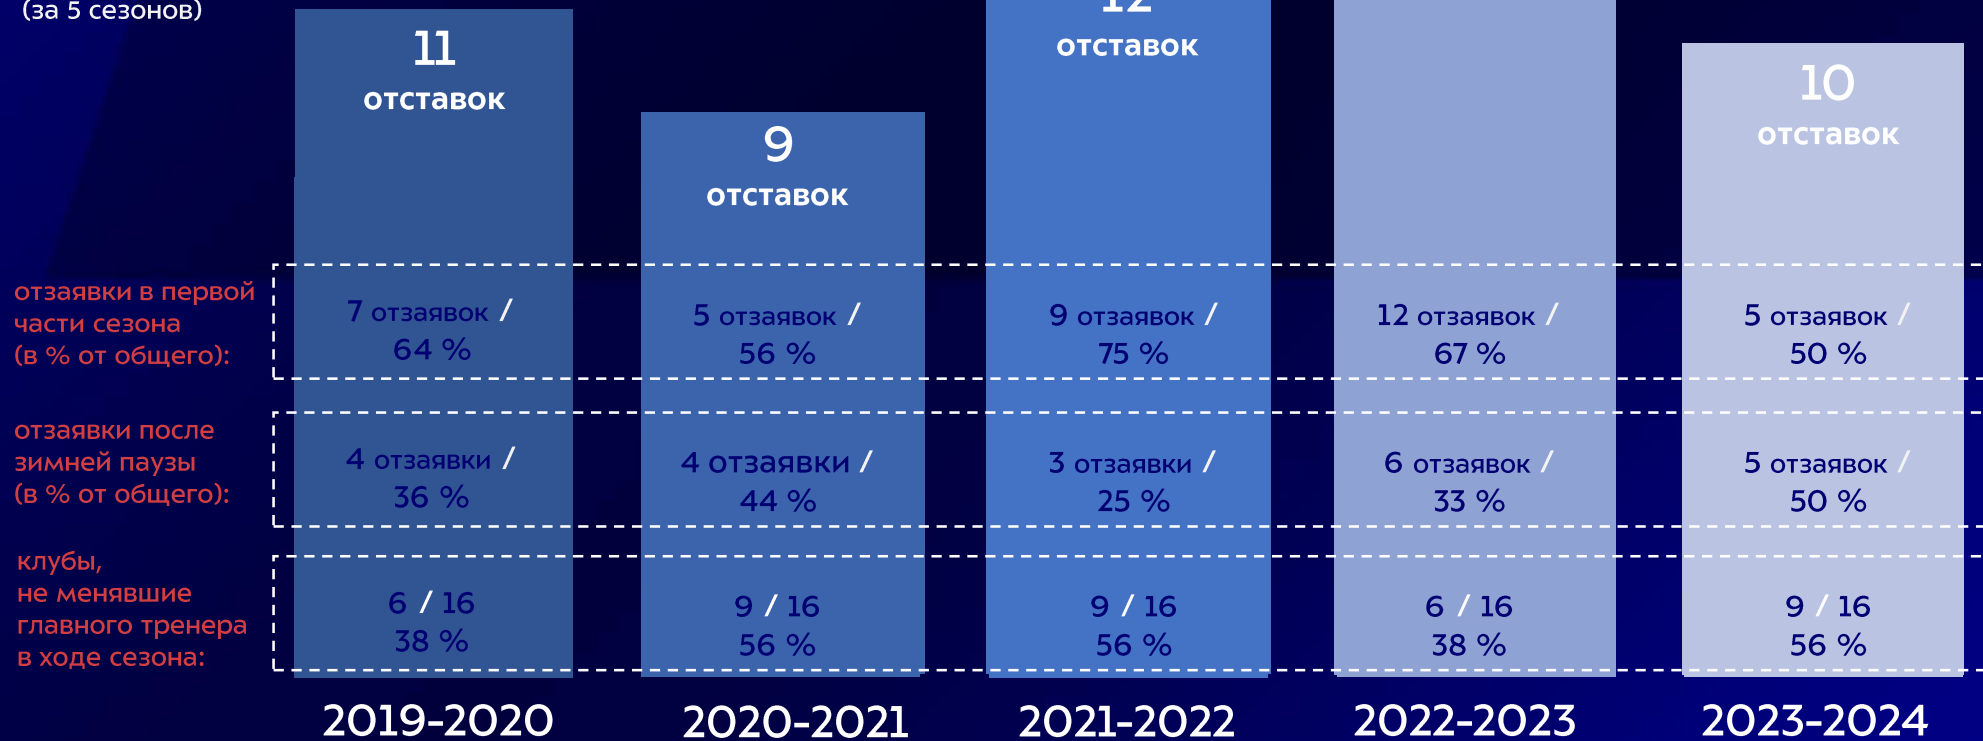 (за 5 сезонов)
11
отставок
9
отставок
12
отставок
10
отставок
отзаявки в первой
части сезона
(в % от общего):
7 отзаявок /
64 %
5 отзаявок /
56 %
9 отзаявок /
75 %
12 отзаявок /
67 %
5 отзаявок /
50 %
отзаявки после
зимней паузы
(в % от общего):
4 отзаявки /
36 %
4 отзаявки /
44 %
3 отзаявки /
25 %
6 отзаявок /
33 %
5 отзаявок /
50 %
клубы,
не менявшие
главного тренера
в ходе сезона:
6 / 16
38 %
9 / 16
56 %
9 / 16
56 %
6 / 16
38 %
9 / 16
56 %
2019-2020
2020-2021
2021-2022
2022-2023
2023-2024